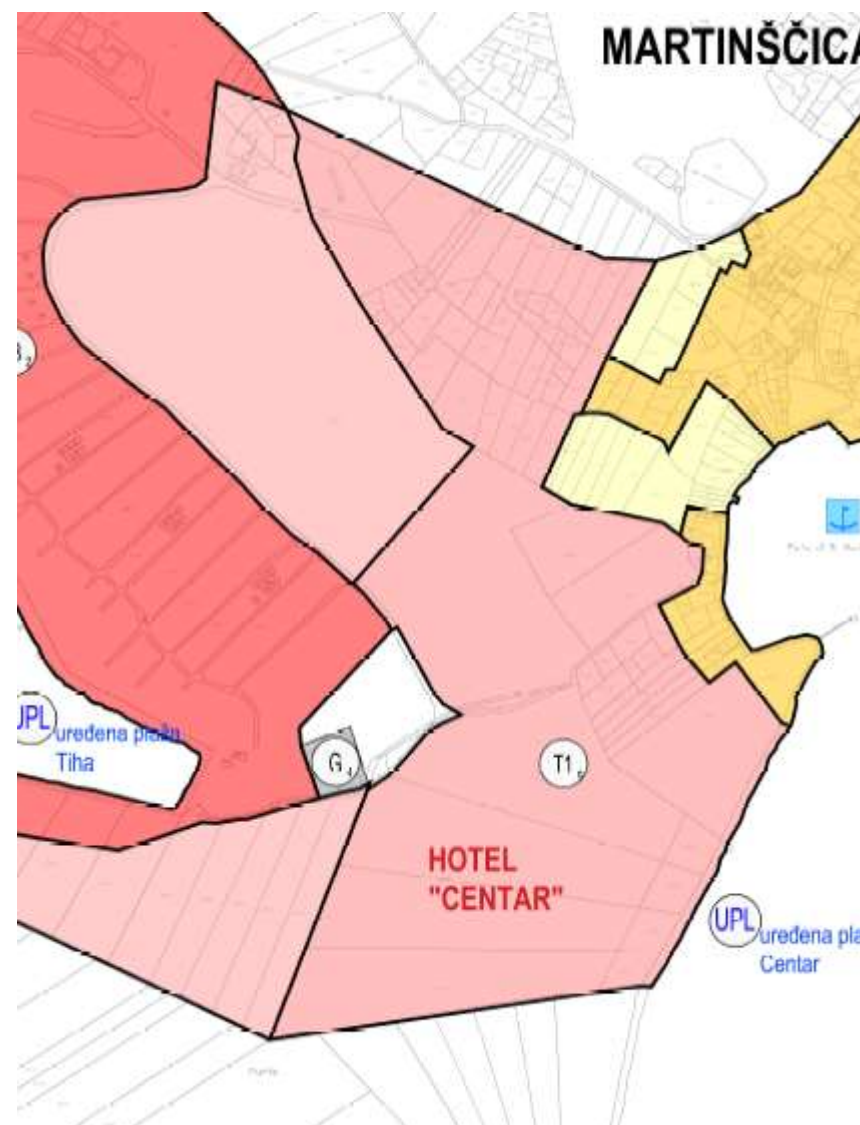 MARTINŠČICA
UPL
uređena plaža
Tiha
G
T1
HOTEL
"CENTAR"
UPL
uređena pla
Centar